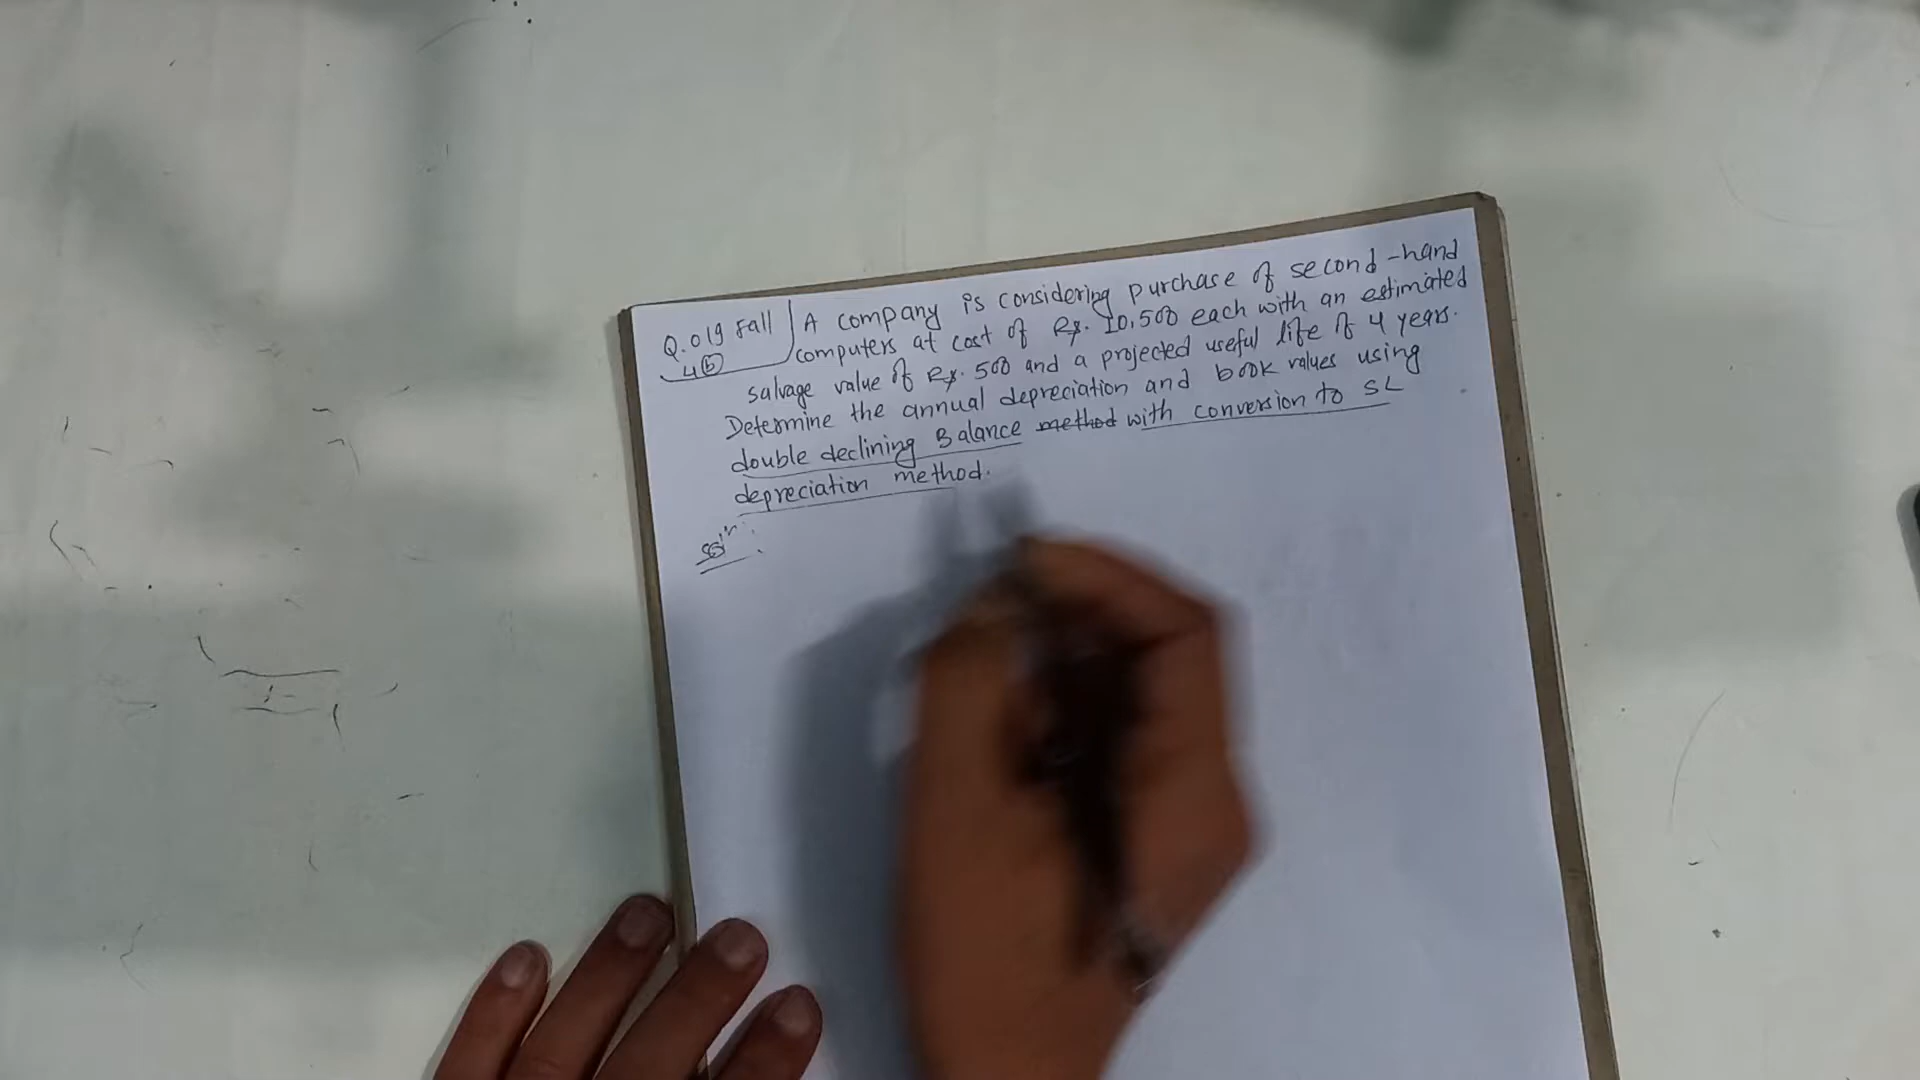 Q.019 Fall
4(b)
A company is considering purchase of second-hand
computers at cost of Rs. 10,500 each with an estimated
salvage value of Rs. 500 and a projected useful life of 4 years.
Determine the annual depreciation and book values using
double declining Balance method with conversion to SL
depreciation method.
Soln: